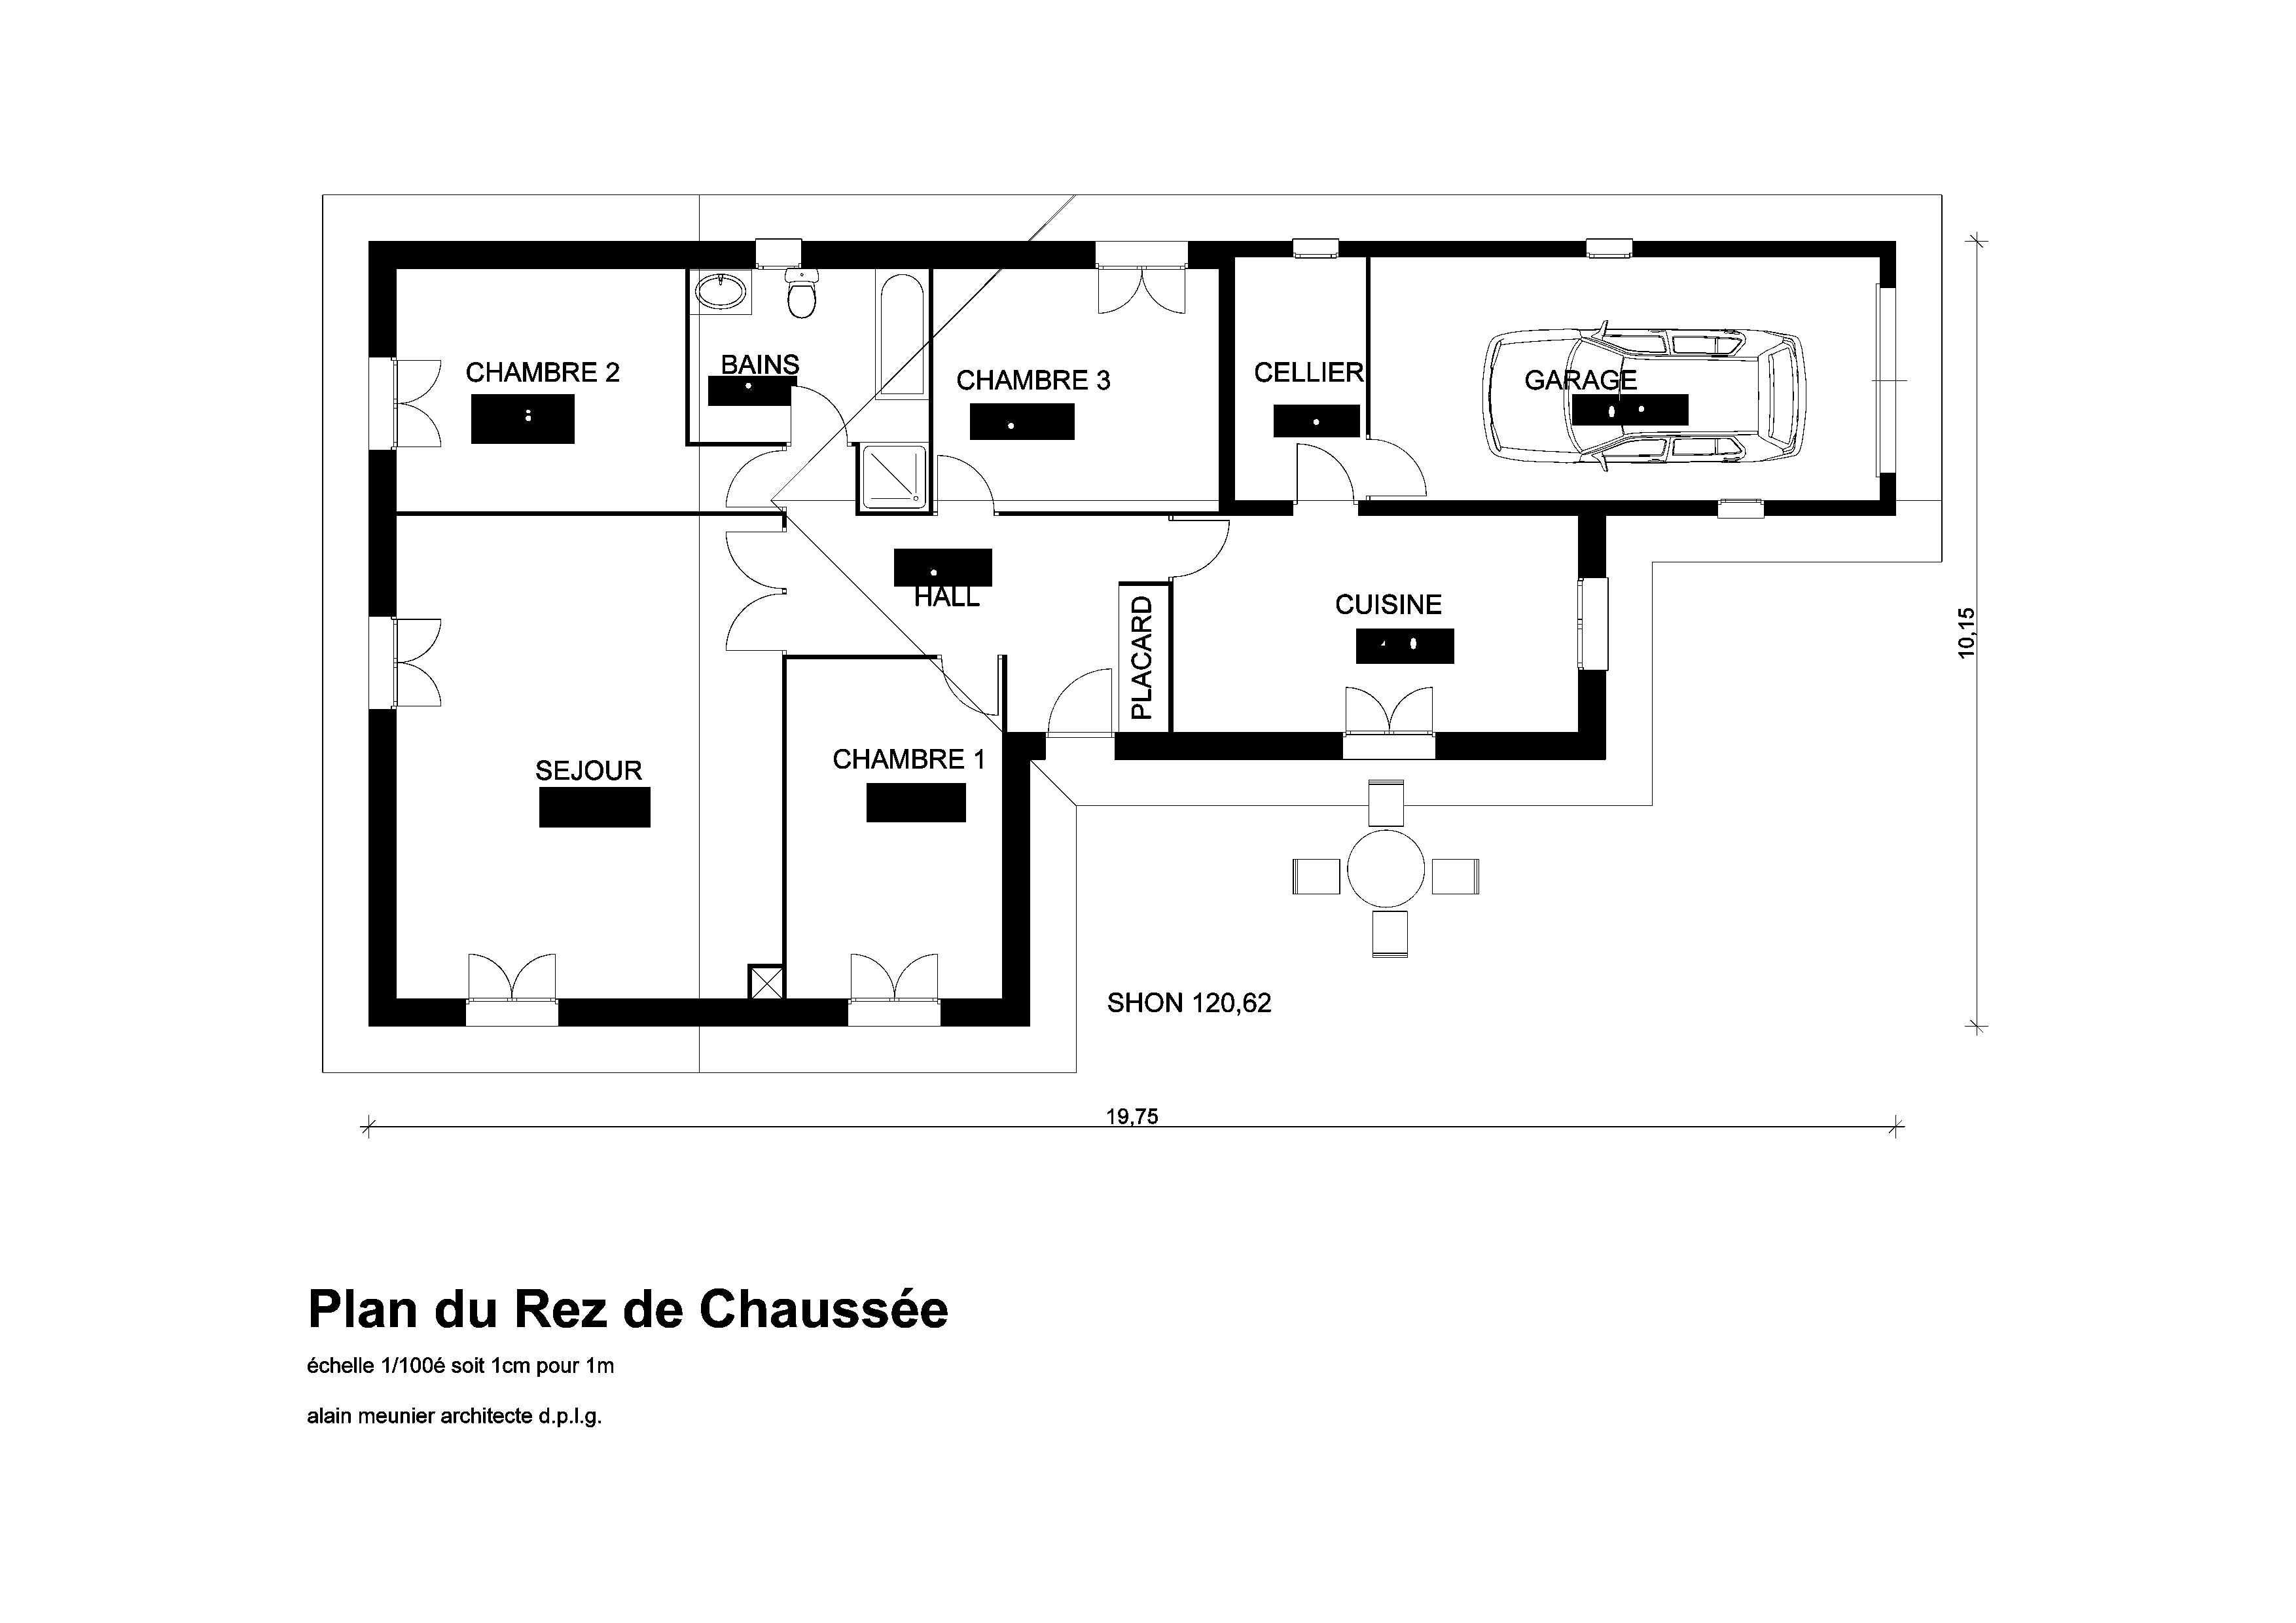 CHAMBRE 2
BAINS
CHAMBRE 3
CELLIER
GARAGE
HALL
PLACARD
CUISINE
10,15
SEJOUR
CHAMBRE 1
SHON 120,62
19,75
Plan du Rez de Chaussée
échelle 1/100é soit 1cm pour 1m
alain meunier architecte d.p.l.g.